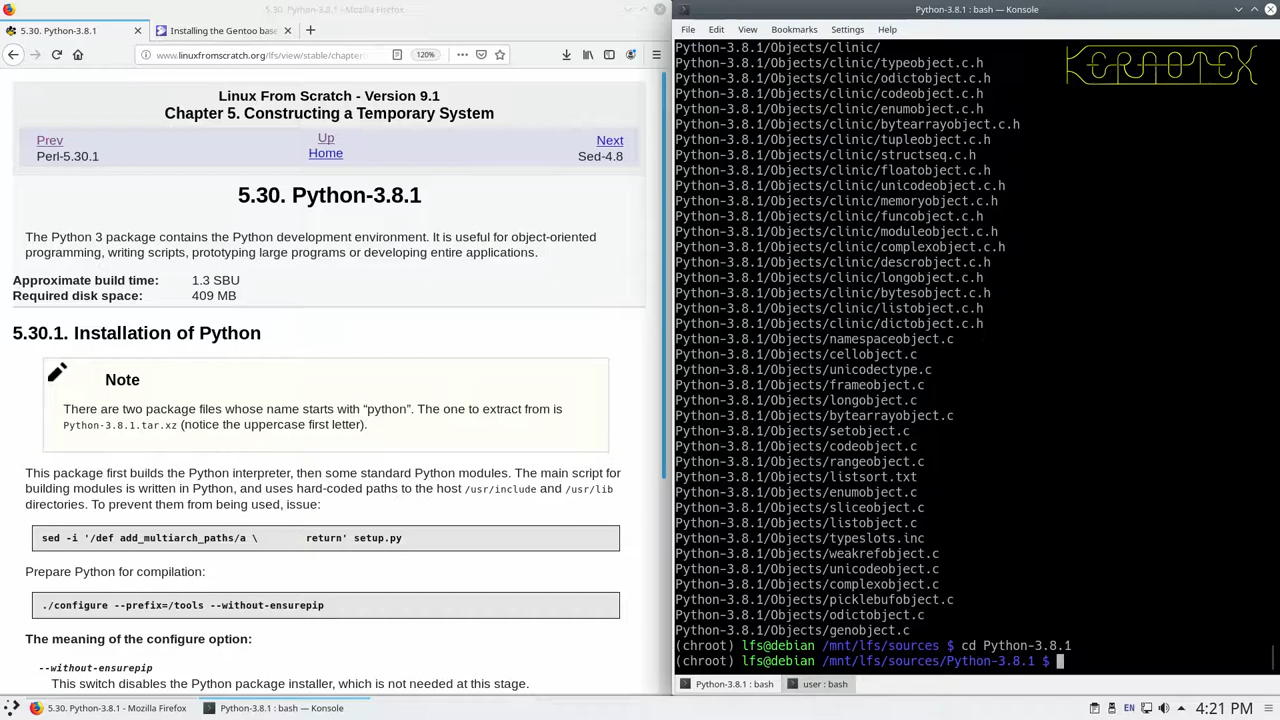 5.30. Python-3.8.1 - Mozilla Firefox
5.30. Python-3.8.1
Installing the Gentoo base
www.linuxfromscratch.org/lfs/view/stable/chapter
120%
Linux From Scratch - Version 9.1
Chapter 5. Constructing a Temporary System
Prev
Up
Next
Perl-5.30.1
Home
Sed-4.8
5.30. Python-3.8.1
The Python 3 package contains the Python development environment. It is useful for object-oriented
programming, writing scripts, prototyping large programs or developing entire applications.
Approximate build time: 1.3 SBU
Required disk space: 409 MB
5.30.1. Installation of Python
Note
There are two package files whose name starts with “python”. The one to extract from is
Python-3.8.1.tar.xz (notice the uppercase first letter).
This package first builds the Python interpreter, then some standard Python modules. The main script for
building modules is written in Python, and uses hard-coded paths to the host /usr/include and /usr/lib
directories. To prevent them from being used, issue:
sed -i '/def add_multiarch_paths/a \ return' setup.py
Prepare Python for compilation:
./configure --prefix=/tools --without-ensurepip
The meaning of the configure option:
--without-ensurepip
This switch disables the Python package installer, which is not needed at this stage.
Python-3.8.1 : bash — Konsole
File Edit View Bookmarks Settings Help
KERAOTEX
Python-3.8.1/Objects/clinic/
Python-3.8.1/Objects/clinic/typeobject.c.h
Python-3.8.1/Objects/clinic/odictobject.c.h
Python-3.8.1/Objects/clinic/codeobject.c.h
Python-3.8.1/Objects/clinic/enumobject.c.h
Python-3.8.1/Objects/clinic/bytearrayobject.c.h
Python-3.8.1/Objects/clinic/tupleobject.c.h
Python-3.8.1/Objects/clinic/structseq.c.h
Python-3.8.1/Objects/clinic/floatobject.c.h
Python-3.8.1/Objects/clinic/unicodeobject.c.h
Python-3.8.1/Objects/clinic/memoryobject.c.h
Python-3.8.1/Objects/clinic/funcobject.c.h
Python-3.8.1/Objects/clinic/moduleobject.c.h
Python-3.8.1/Objects/clinic/complexobject.c.h
Python-3.8.1/Objects/clinic/descrobject.c.h
Python-3.8.1/Objects/clinic/longobject.c.h
Python-3.8.1/Objects/clinic/bytesobject.c.h
Python-3.8.1/Objects/clinic/listobject.c.h
Python-3.8.1/Objects/clinic/dictobject.c.h
Python-3.8.1/Objects/namespaceobject.c
Python-3.8.1/Objects/cellobject.c
Python-3.8.1/Objects/unicodectype.c
Python-3.8.1/Objects/frameobject.c
Python-3.8.1/Objects/longobject.c
Python-3.8.1/Objects/bytearrayobject.c
Python-3.8.1/Objects/setobject.c
Python-3.8.1/Objects/codeobject.c
Python-3.8.1/Objects/rangeobject.c
Python-3.8.1/Objects/listsort.txt
Python-3.8.1/Objects/enumobject.c
Python-3.8.1/Objects/sliceobject.c
Python-3.8.1/Objects/listobject.c
Python-3.8.1/Objects/typeslots.inc
Python-3.8.1/Objects/weakrefobject.c
Python-3.8.1/Objects/unicodeobject.c
Python-3.8.1/Objects/complexobject.c
Python-3.8.1/Objects/picklebufobject.c
Python-3.8.1/Objects/odictobject.c
Python-3.8.1/Objects/genobject.c
(chroot) lfs@debian /mnt/lfs/sources $ cd Python-3.8.1
(chroot) lfs@debian /mnt/lfs/sources/Python-3.8.1 $
Python-3.8.1 : bash
user : bash
5.30. Python-3.8.1 - Mozilla Firefox
Python-3.8.1 : bash — Konsole
EN
4:21 PM